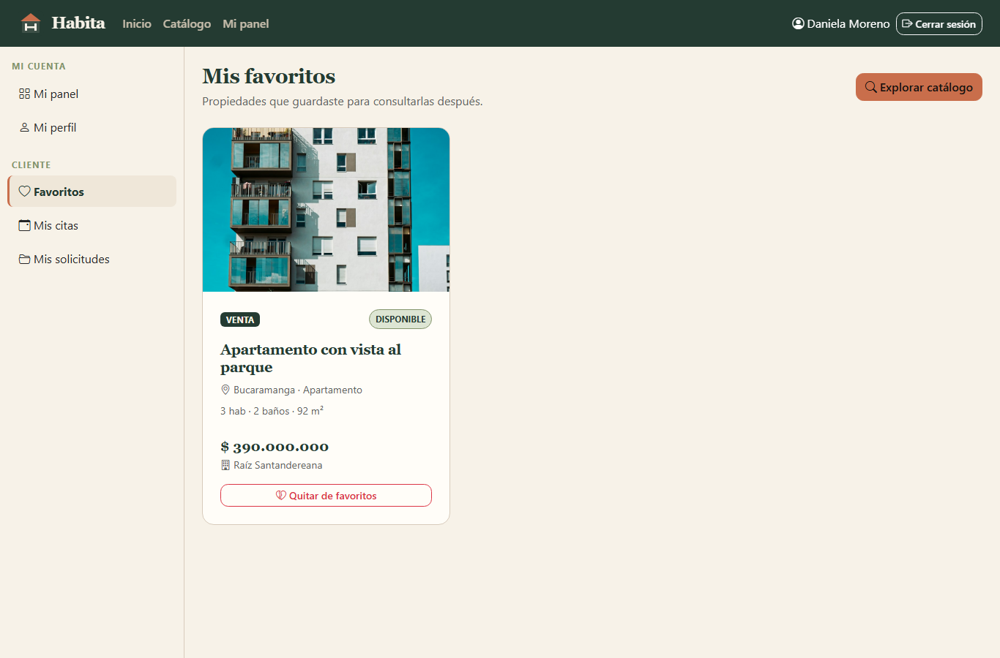 Habita
Inicio
Catálogo
Mi panel
Daniela Moreno
Cerrar sesión
MI CUENTA
Mi panel
Mi perfil
CLIENTE
Favoritos
Mis citas
Mis solicitudes
Mis favoritos
Propiedades que guardaste para consultarlas después.
Explorar catálogo
VENTA
DISPONIBLE
Apartamento con vista al
parque
Bucaramanga · Apartamento
3 hab · 2 baños · 92 m²
$ 390.000.000
Raíz Santandereana
Quitar de favoritos